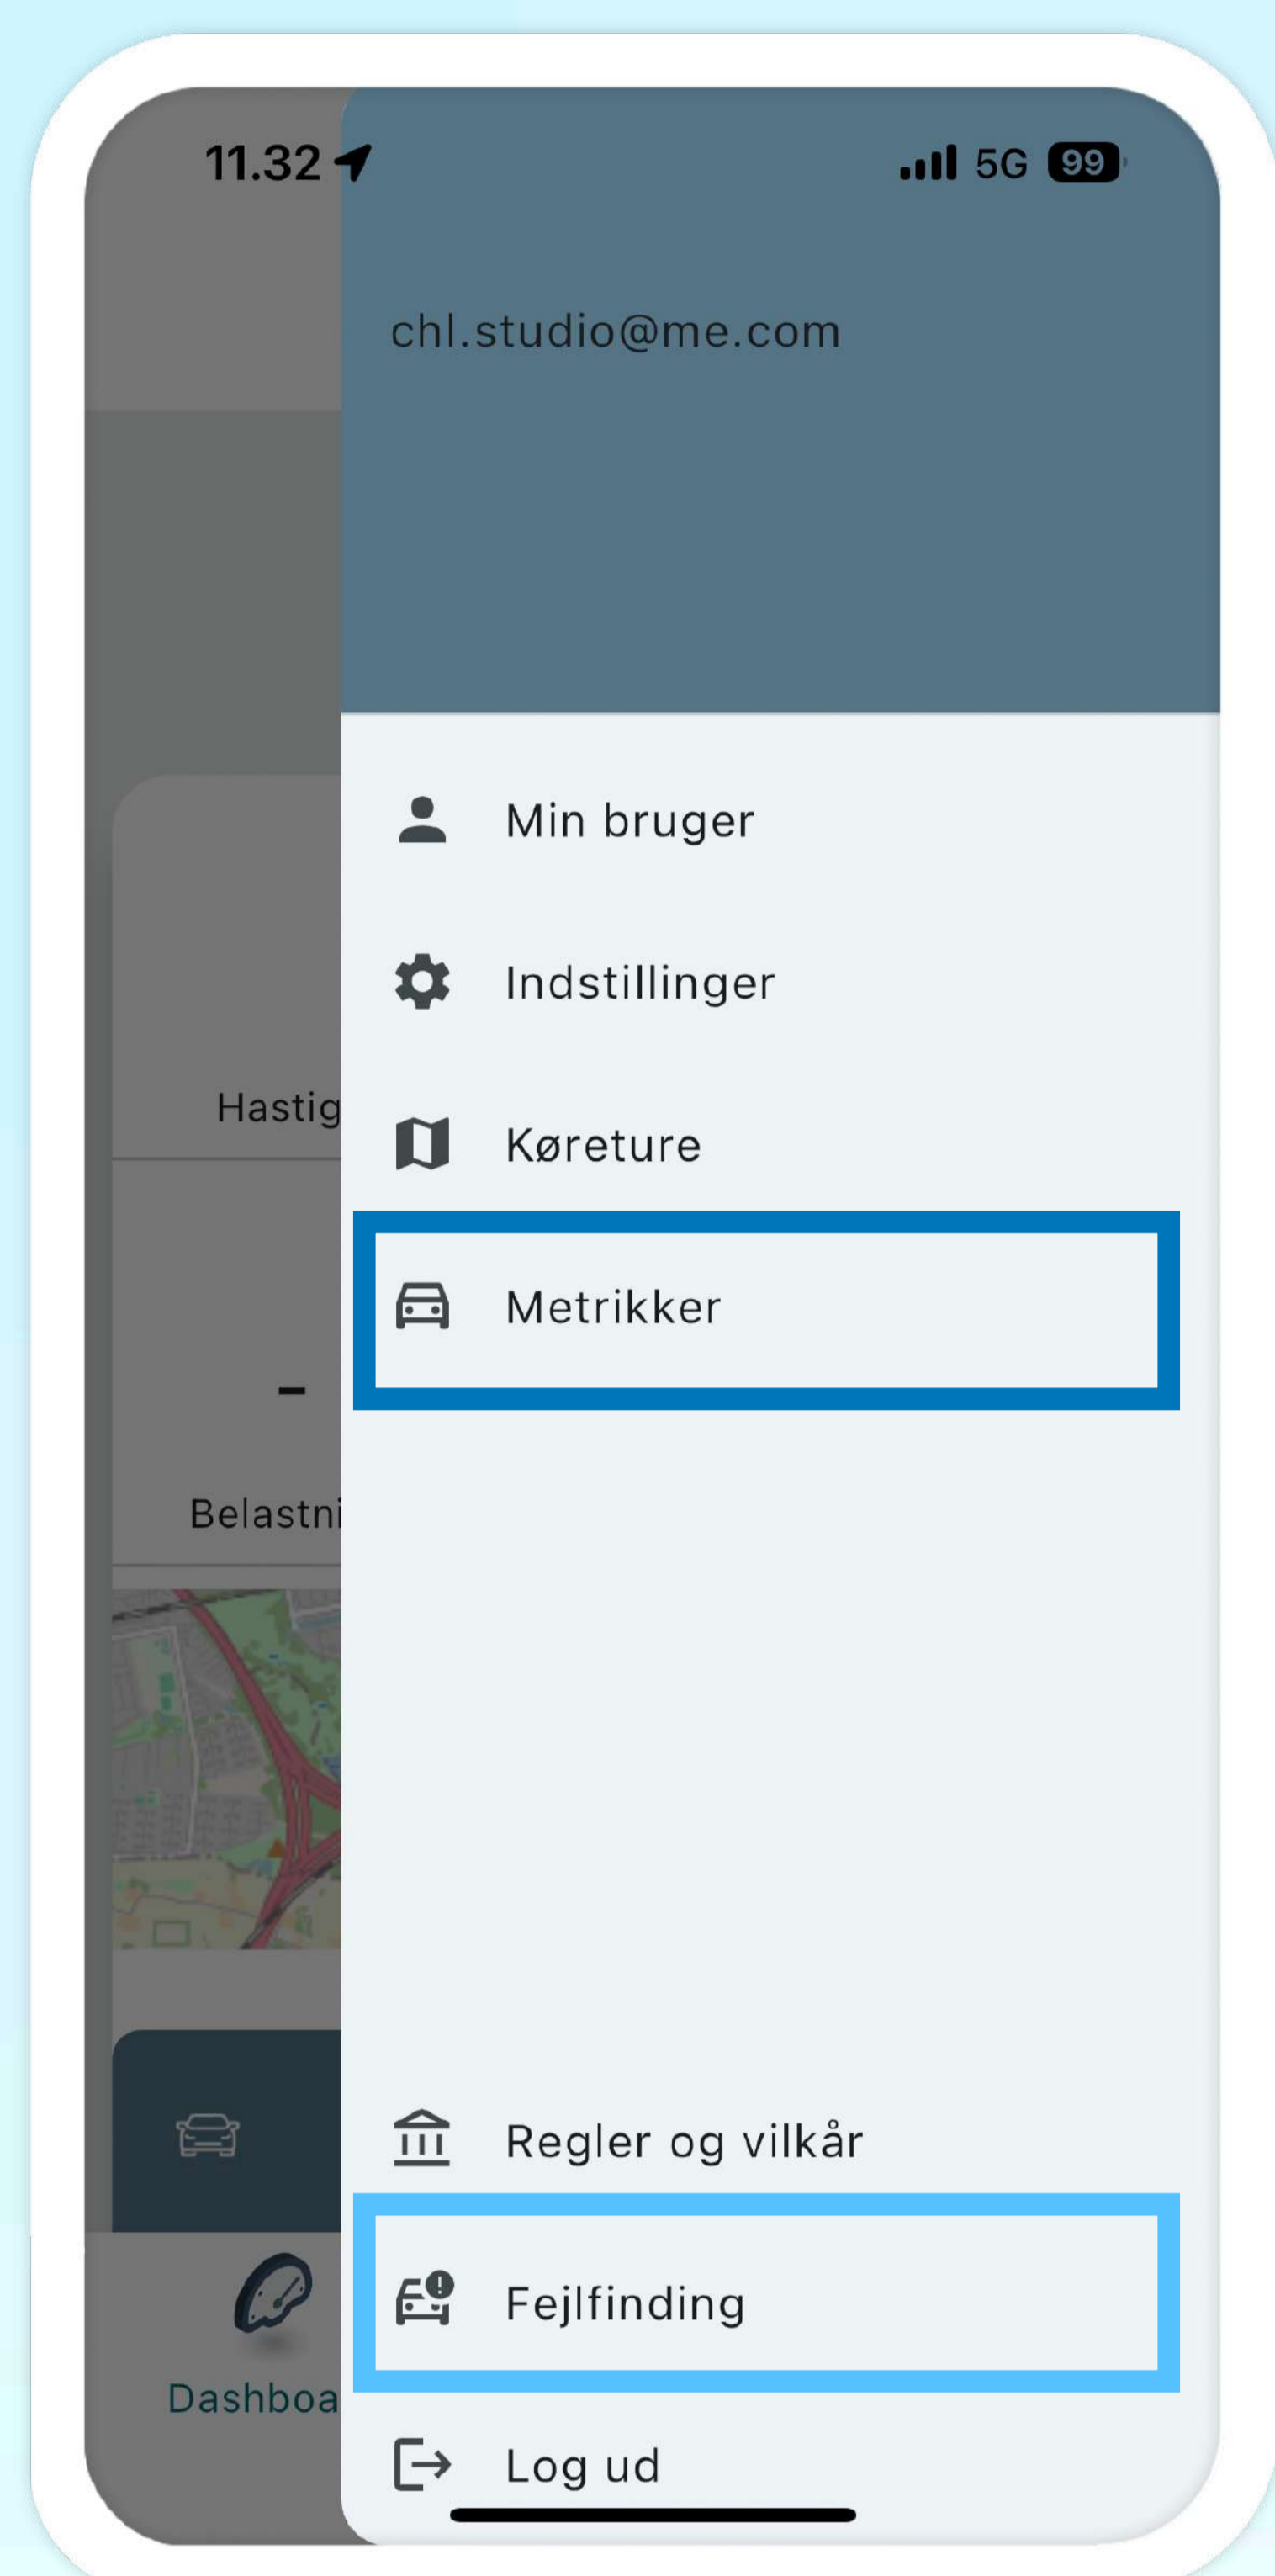 11.32
5G 99
chl.studio@me.com
Min bruger
Indstillinger
Hastig
Køreture
Metrikker
-
Belastni
Regler og vilkår
Fejlfinding
Dashboa
Log ud